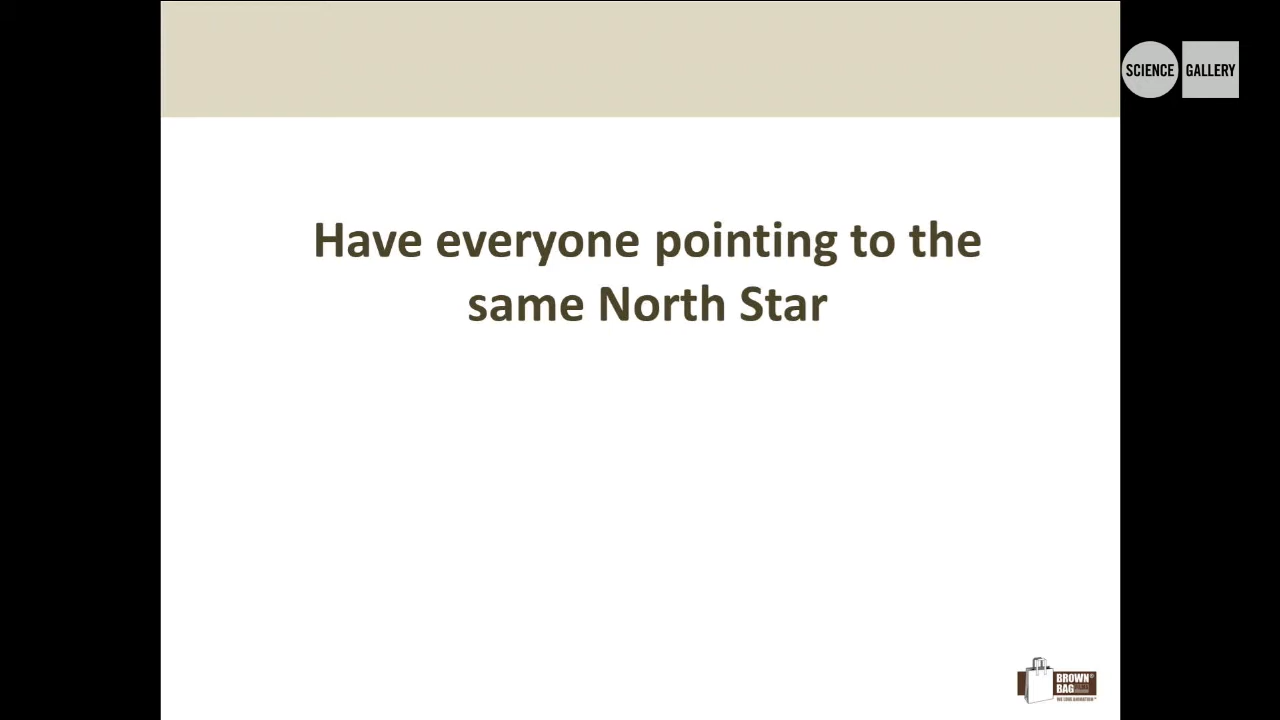 SCIENCE GALLERY
Have everyone pointing to the
same North Star
BROWN
BAG